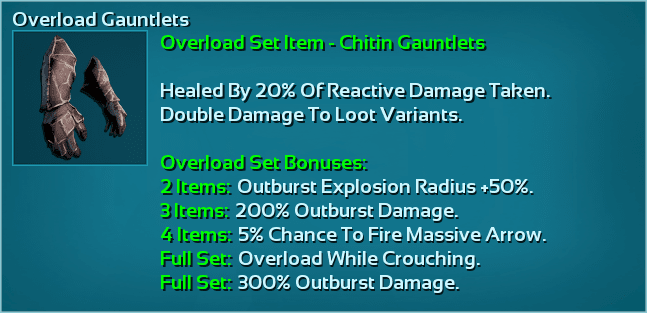 Overload Gauntlets
Overload Set Item - Chitin Gauntlets
Healed By 20% Of Reactive Damage Taken.
Double Damage To Loot Variants.
Overload Set Bonuses:
2 Items: Outburst Explosion Radius +50%.
3 Items: 200% Outburst Damage.
4 Items: 5% Chance To Fire Massive Arrow.
Full Set: Overload While Crouching.
Full Set: 300% Outburst Damage.